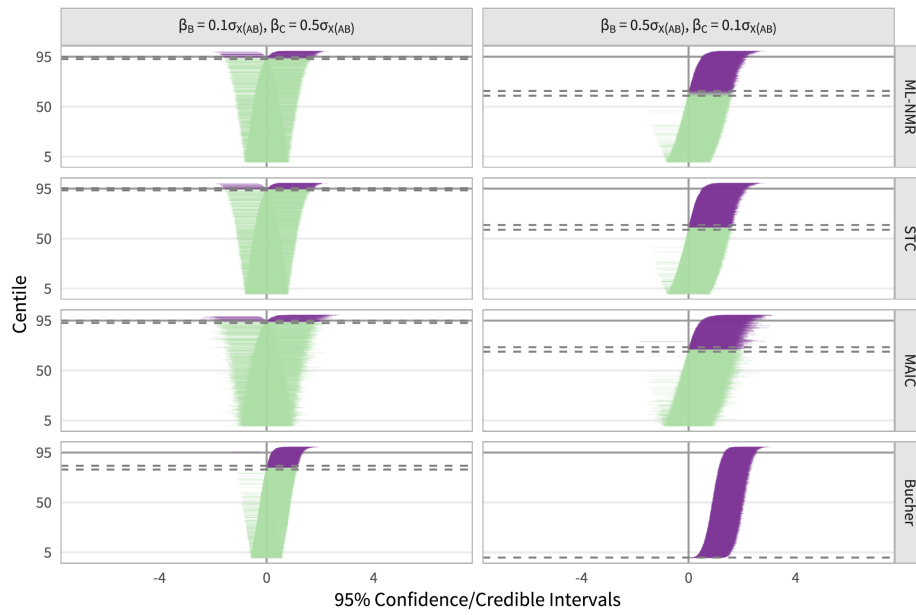 β_B = 0.1σ_X(AB), β_C = 0.5σ_X(AB)
β_B = 0.5σ_X(AB), β_C = 0.1σ_X(AB)
95
50
5
ML-NMR
95
50
5
STC
95
50
5
MAIC
95
50
5
Bucher
Centile
-4 0 4
-4 0 4
95% Confidence/Credible Intervals